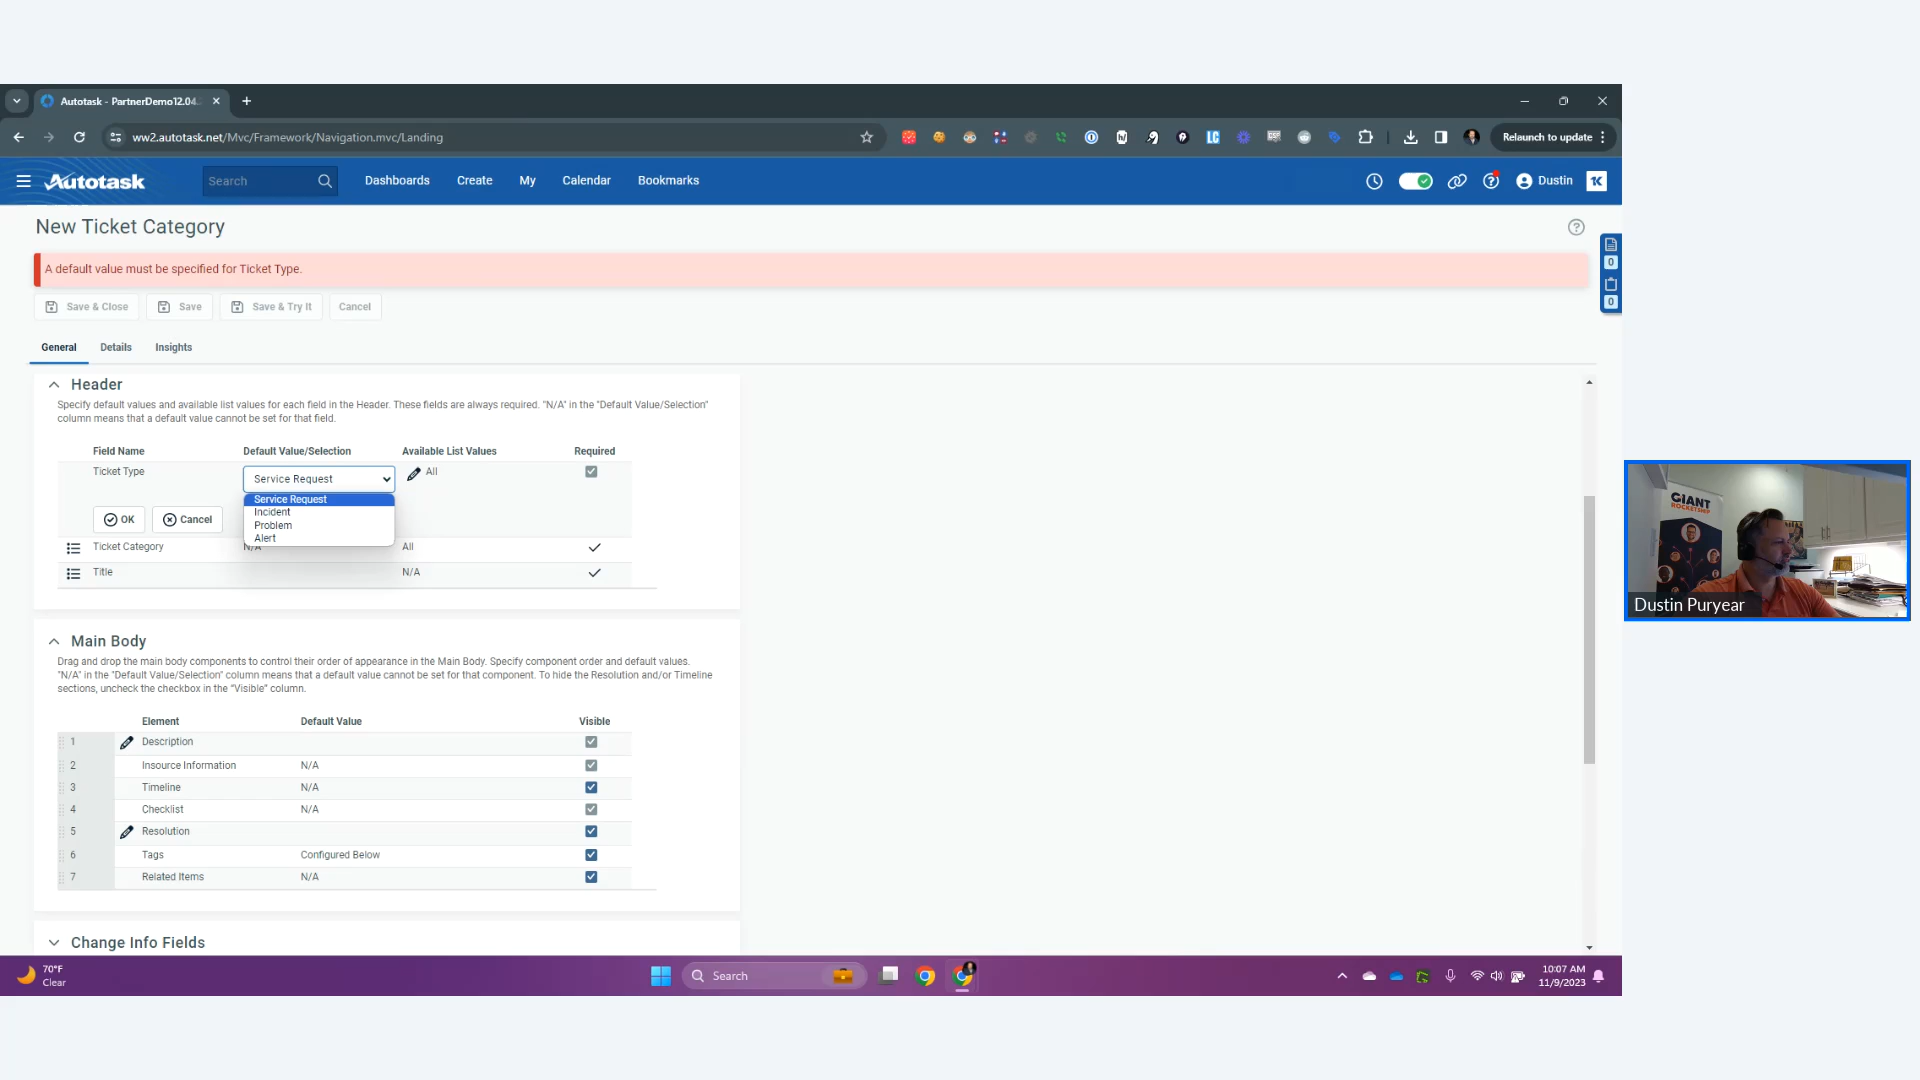 Autotask - PartnerDemo12.04.
ww2.autotask.net/Mvc/Framework/Navigation.mvc/Landing
Relaunch to update
Autotask
Search
Dashboards
Create
My
Calendar
Bookmarks
Dustin
New Ticket Category
A default value must be specified for Ticket Type.
Save & Close
Save
Save & Try It
Cancel
0
0
General
Details
Insights
Header
Specify default values and available list values for each field in the Header. These fields are always required. "N/A" in the "Default Value/Selection"
column means that a default value cannot be set for that field.
Field Name Default Value/Selection Available List Values Required
Ticket Type Service Request All
Service Request
Incident
Problem
Alert
OK Cancel
Ticket Category N/A All
Title N/A
Main Body
Drag and drop the main body components to control their order of appearance in the Main Body. Specify component order and default values.
"N/A" in the "Default Value/Selection" column means that a default value cannot be set for that component. To hide the Resolution and/or Timeline
sections, uncheck the checkbox in the "Visible" column.
Element Default Value Visible
1 Description
2 Insource Information N/A
3 Timeline N/A
4 Checklist N/A
5 Resolution
6 Tags Configured Below
7 Related Items N/A
Change Info Fields
GIANT
ROCKETSHIP
Dustin Puryear
70°F
Clear
Search
10:07 AM
11/9/2023